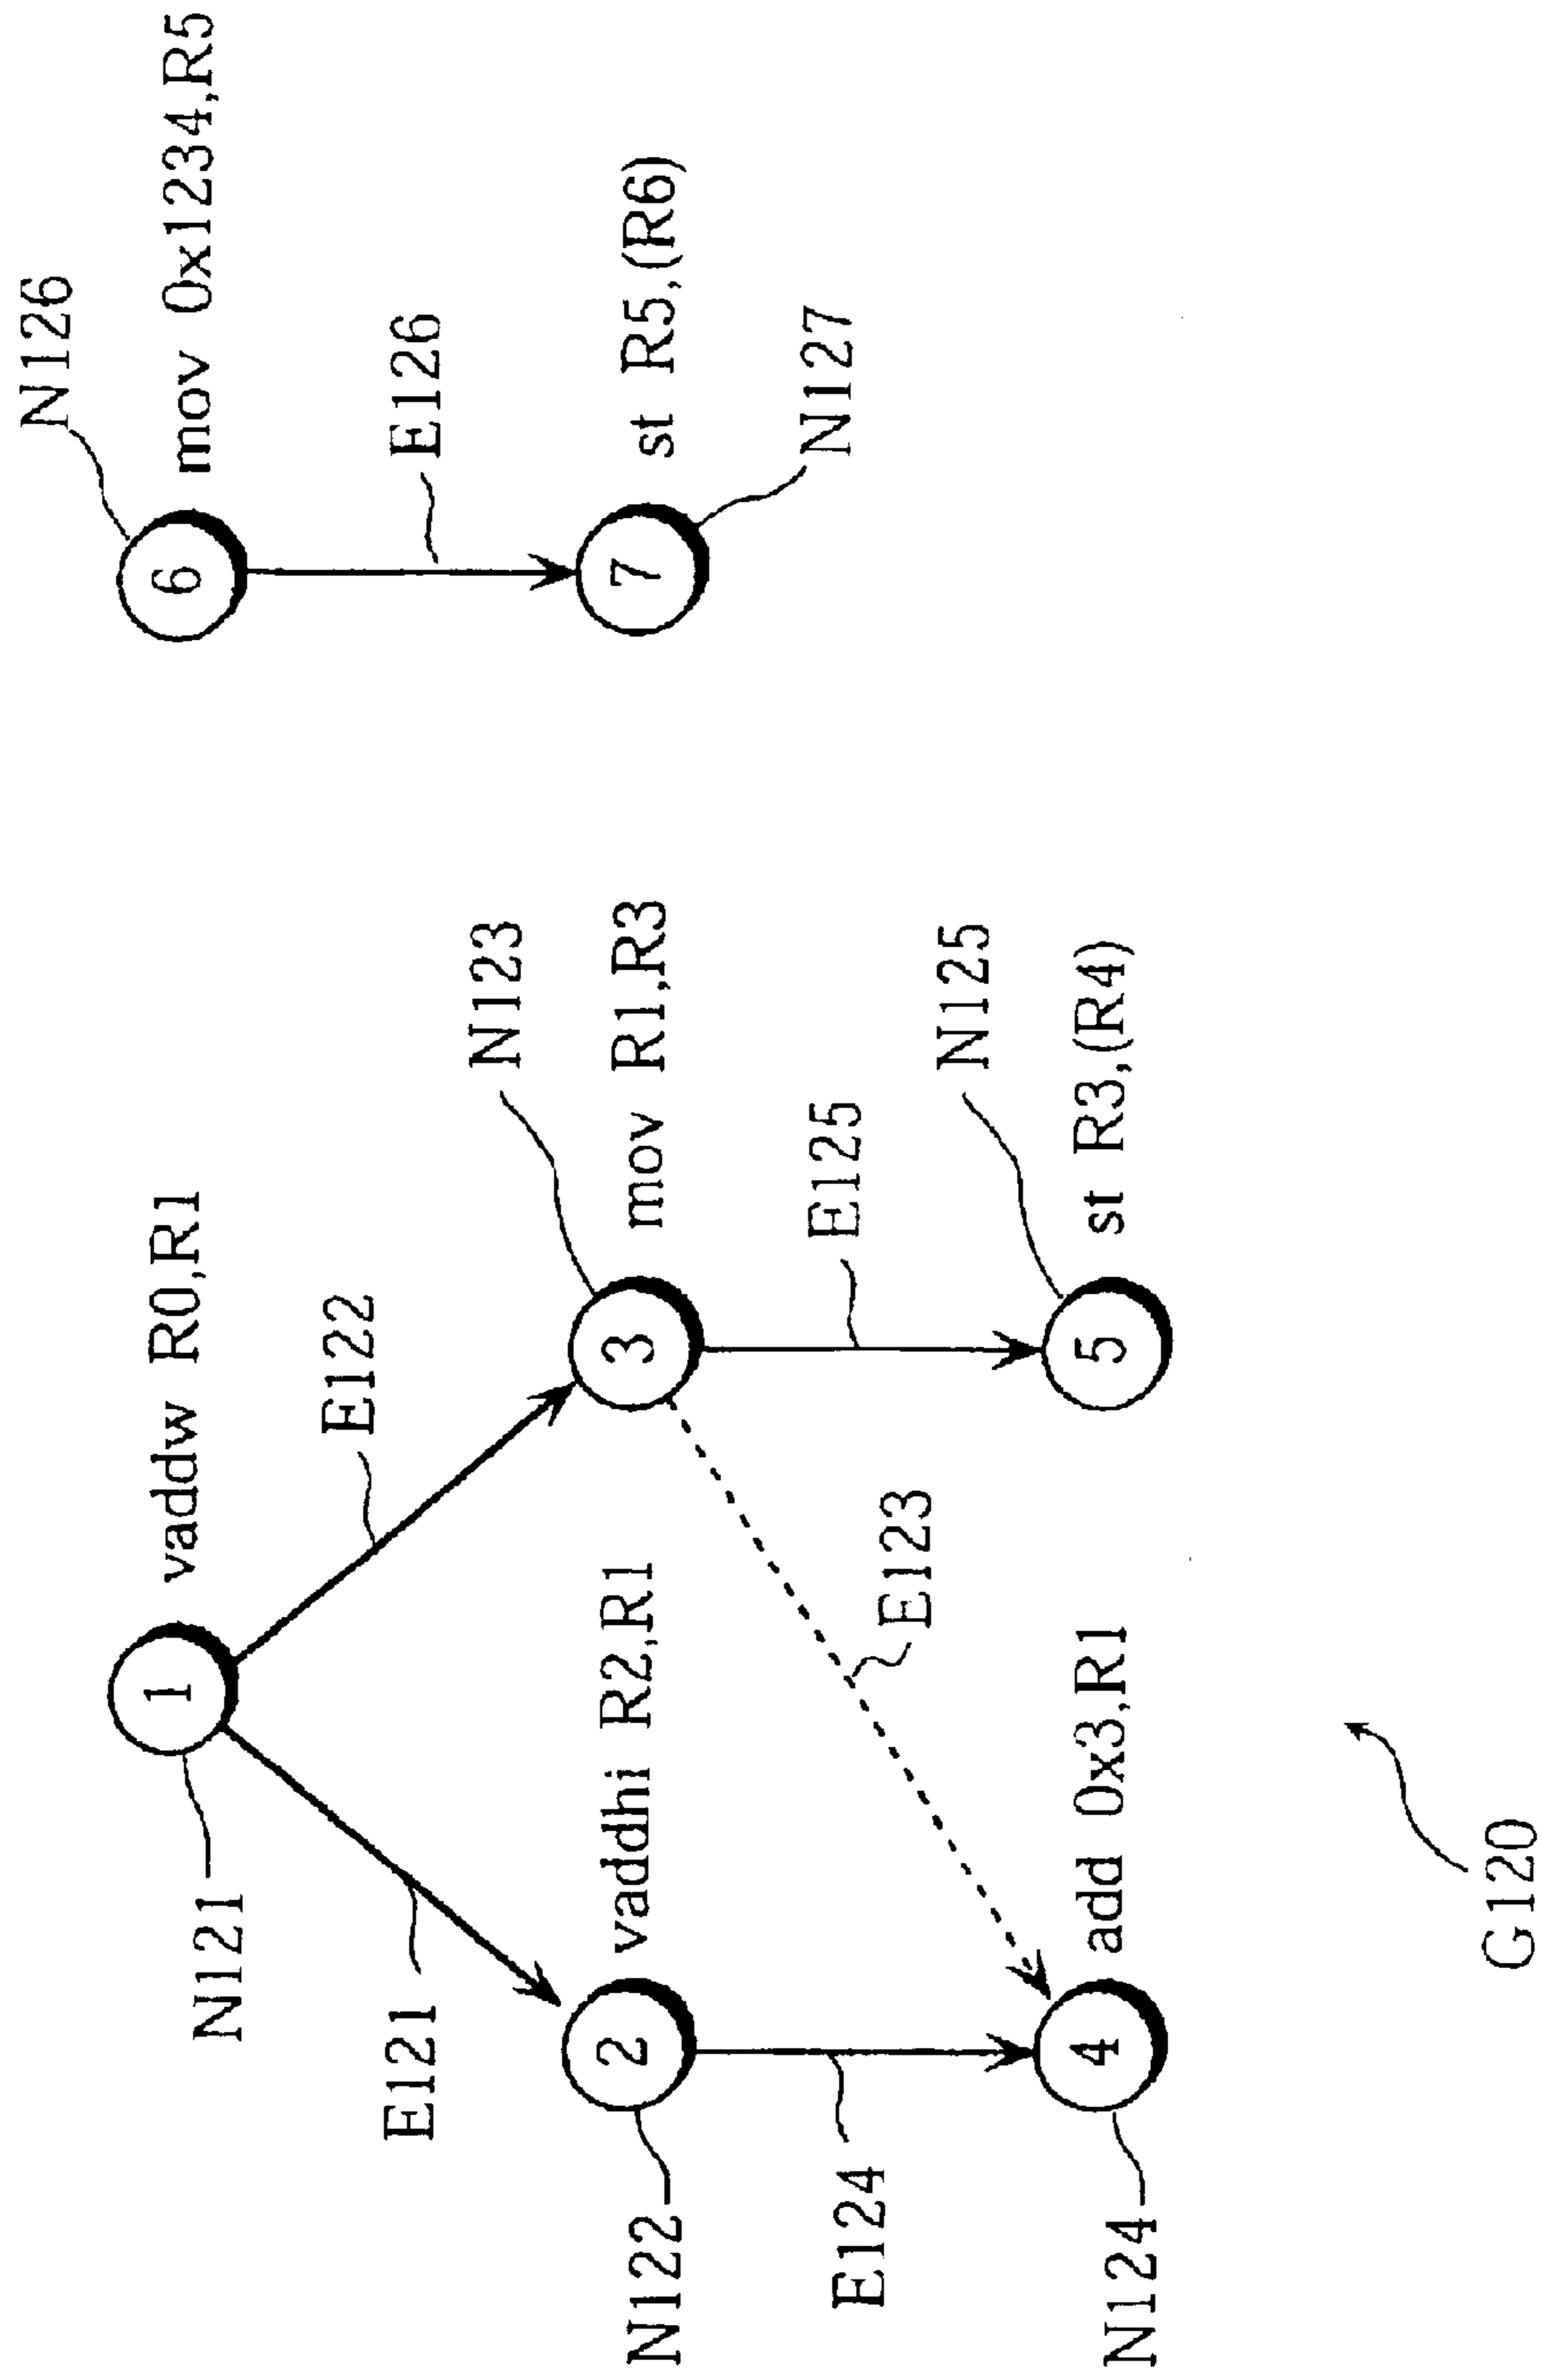 N121
1 vaddw R0,R1
N126
6 mov 0x1234,R5
E121
E122
E126
N122
2 vaddhi R2,R1
N123
3 mov R1,R3
7 st R5,(R6)
N127
E124
E123
E125
N124
4 add 0x3,R1
N125
5 st R3,(R4)
G120